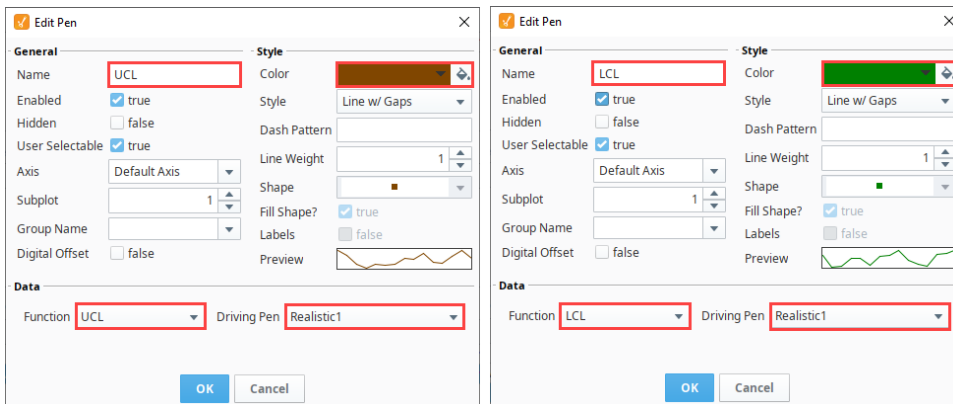 Edit Pen
General
Name UCL
Enabled true
Hidden false
User Selectable true
Axis Default Axis
Subplot 1
Group Name
Digital Offset false
Style
Color
Style Line w/ Gaps
Dash Pattern
Line Weight 1
Shape
Fill Shape? true
Labels false
Preview
Data
Function UCL Driving Pen Realistic1
OK Cancel
Edit Pen
General
Name LCL
Enabled true
Hidden false
User Selectable true
Axis Default Axis
Subplot 1
Group Name
Digital Offset false
Style
Color
Style Line w/ Gaps
Dash Pattern
Line Weight 1
Shape
Fill Shape? true
Labels false
Preview
Data
Function LCL Driving Pen Realistic1
OK Cancel